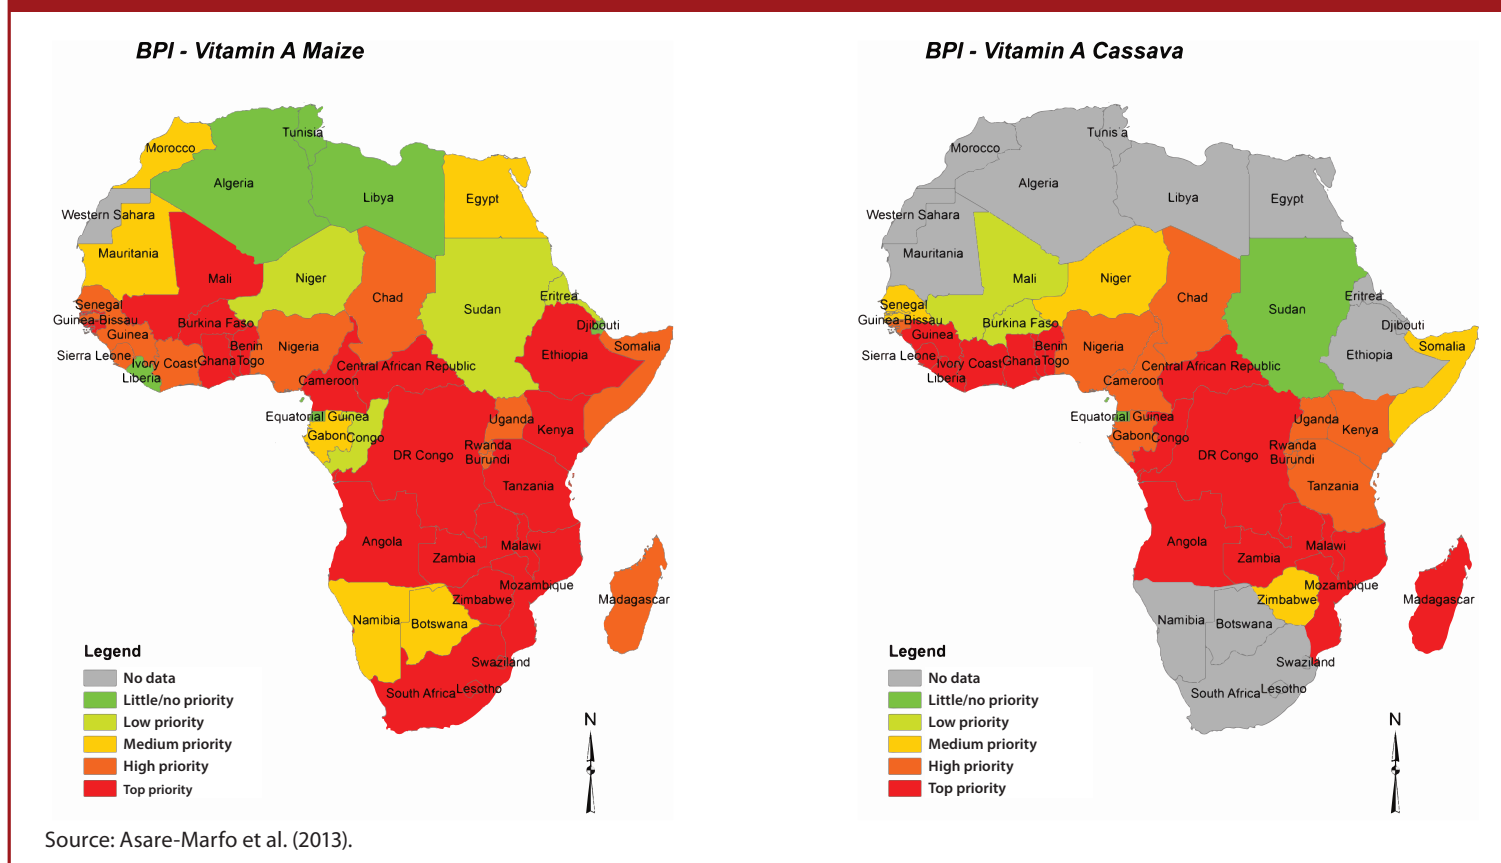 BPI - Vitamin A Maize
Tunisia
Morocco
Algeria
Libya
Egypt
Western Sahara
Mauritania
Mali
Niger
Chad
Sudan
Eritrea
Senegal
Guinea-Bissau
Burkina Faso
Djibouti
Guinea
Benin
Nigeria
Somalia
Sierra Leone
Ivory Coast
Ghana
Togo
Ethiopia
Central African Republic
Liberia
Cameroon
Equatorial Guinea
Uganda
Kenya
Gabon
Congo
Rwanda
DR Congo
Burundi
Tanzania
Angola
Malawi
Zambia
Mozambique
Zimbabwe
Madagascar
Namibia
Botswana
Swaziland
South Africa
Lesotho
Legend
No data
Little/no priority
Low priority
Medium priority
High priority
Top priority
N
BPI - Vitamin A Cassava
Tunis a
Morocco
Algeria
Libya
Egypt
Western Sahara
Mauritania
Mali
Niger
Chad
Sudan
Eritrea
Senegal
Guinea-Bissau
Burkina Faso
Djibouti
Guinea
Benin
Nigeria
Somalia
Sierra Leone
Ivory Coast
Ghana
Togo
Ethiopia
Central African Republic
Liberia
Cameroon
Equatorial Guinea
Uganda
Kenya
Gabon
Congo
Rwanda
DR Congo
Burundi
Tanzania
Angola
Malawi
Zambia
Mozambique
Zimbabwe
Madagascar
Namibia
Botswana
Swaziland
South Africa
Lesotho
Legend
No data
Little/no priority
Low priority
Medium priority
High priority
Top priority
N
Source: Asare-Marfo et al. (2013).